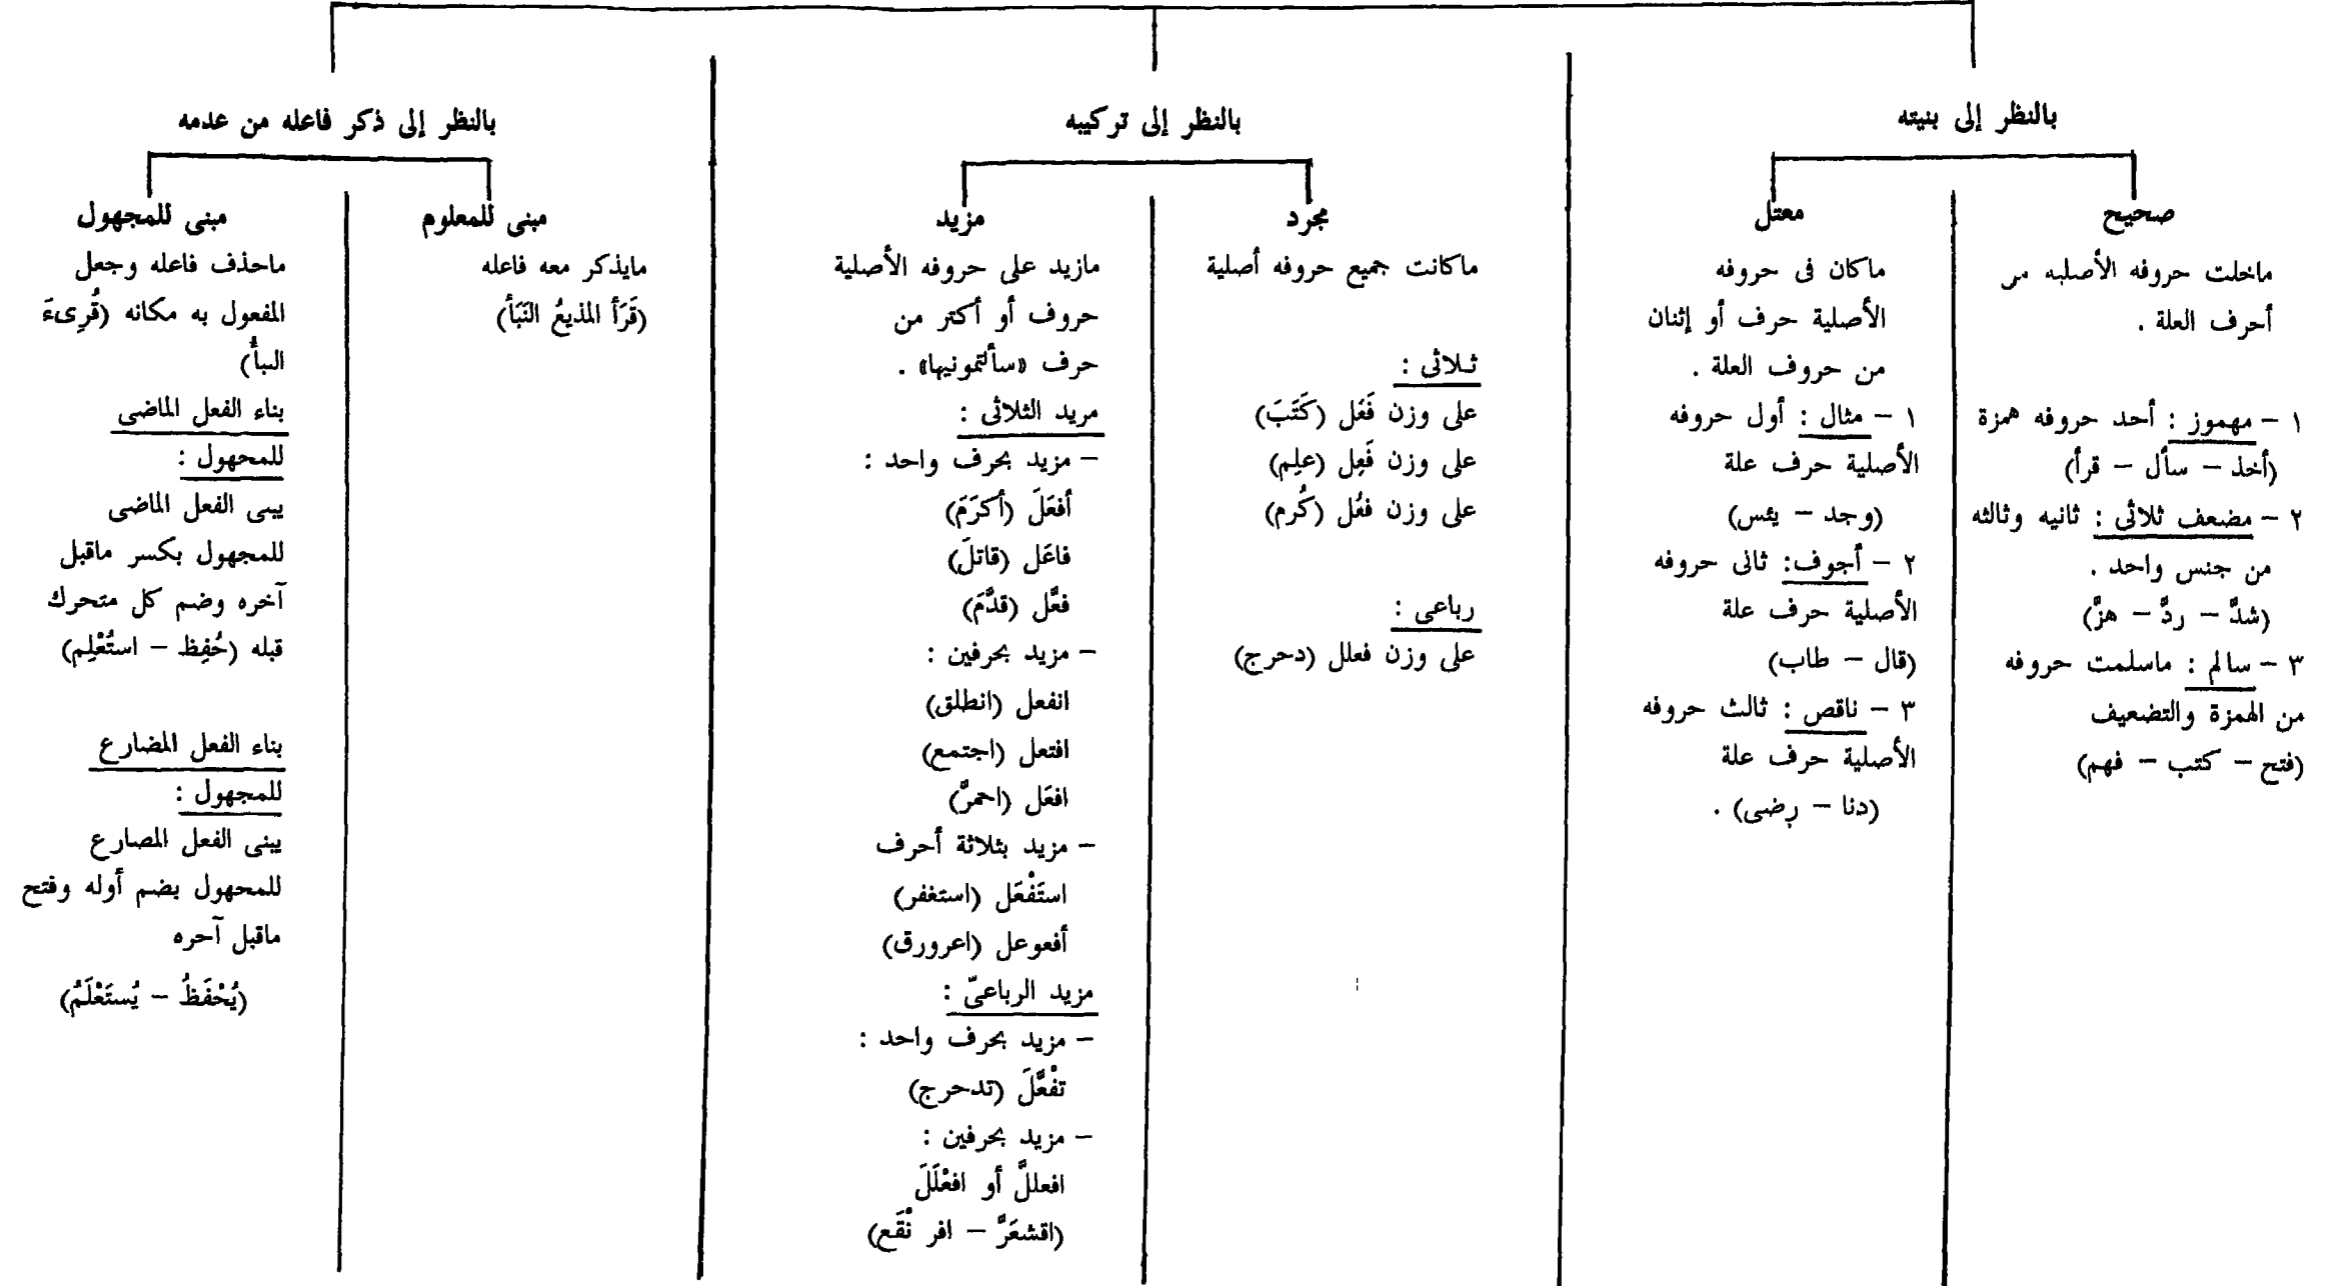 بالنظر إلى بنيته
صحيح
ماخلت حروفه الأصلية من
أحرف العلة .
١ – مهموز : أحد حروفه همزة
(أخذ – سأل – قرأ)
٢ – مضعف ثلاثى : ثانيه وثالثه
من جنس واحد .
(شدَّ – ردَّ – هزَّ)
٣ – سالم : ماسلمت حروفه
من الهمزة والتضعيف
(فتح – كتب – فهم)
معتل
ماكان فى حروفه
الأصلية حرف أو إثنان
من حروف العلة .
١ – مثال : أول حروفه
الأصلية حرف علة
(وجد – يئس)
٢ – أجوف: ثانى حروفه
الأصلية حرف علة
(قال – طاب)
٣ – ناقص : ثالث حروفه
الأصلية حرف علة
(دنا – رضى) .
بالنظر إلى تركيبه
مجرد
ماكانت جميع حروفه أصلية
ثلاثى :
على وزن فَعَل (كَتَبَ)
على وزن فَعِل (علِم)
على وزن فعُل (كُرم)
رباعى :
على وزن فعلل (دحرج)
مزيد
مازيد على حروفه الأصلية
حروف أو أكثر من
حرف «سألتمونيها» .
مزيد الثلاثى :
– مزيد بحرف واحد :
أفعَلَ (أكرَمَ)
فاعَل (قاتلَ)
فعَّل (قدَّمَ)
– مزيد بحرفين :
انفعل (انطلق)
افتعل (اجتمع)
افعَل (احمرَّ)
– مزيد بثلاثة أحرف
استَفْعَل (استغفر)
أفعوعل (اعرورق)
مزيد الرباعىّ :
– مزيد بحرف واحد :
تفْعَّلَ (تدحرج)
– مزيد بحرفين :
افعللَّ أو افعْلَلَ
(اقشعَرَّ – افر نْقَع)
بالنظر إلى ذكر فاعله من عدمه
مبنى للمعلوم
مايذكر معه فاعله
(قَرَأ المذيعُ النَبَأ)
مبنى للمجهول
ماحذف فاعله وجعل
المفعول به مكانه (قُرِىءَ
النبأُ)
بناء الفعل الماضى
للمجهول :
يبنى الفعل الماضى
للمجهول بكسر ماقبل
آخره وضم كل متحرك
قبله (حُفِظ – استُعْلِم)
بناء الفعل المضارع
للمجهول :
يبنى الفعل المضارع
للمجهول بضم أوله وفتح
ماقبل آخره
(يُحْفَظُ – يُستَعْلَمُ)